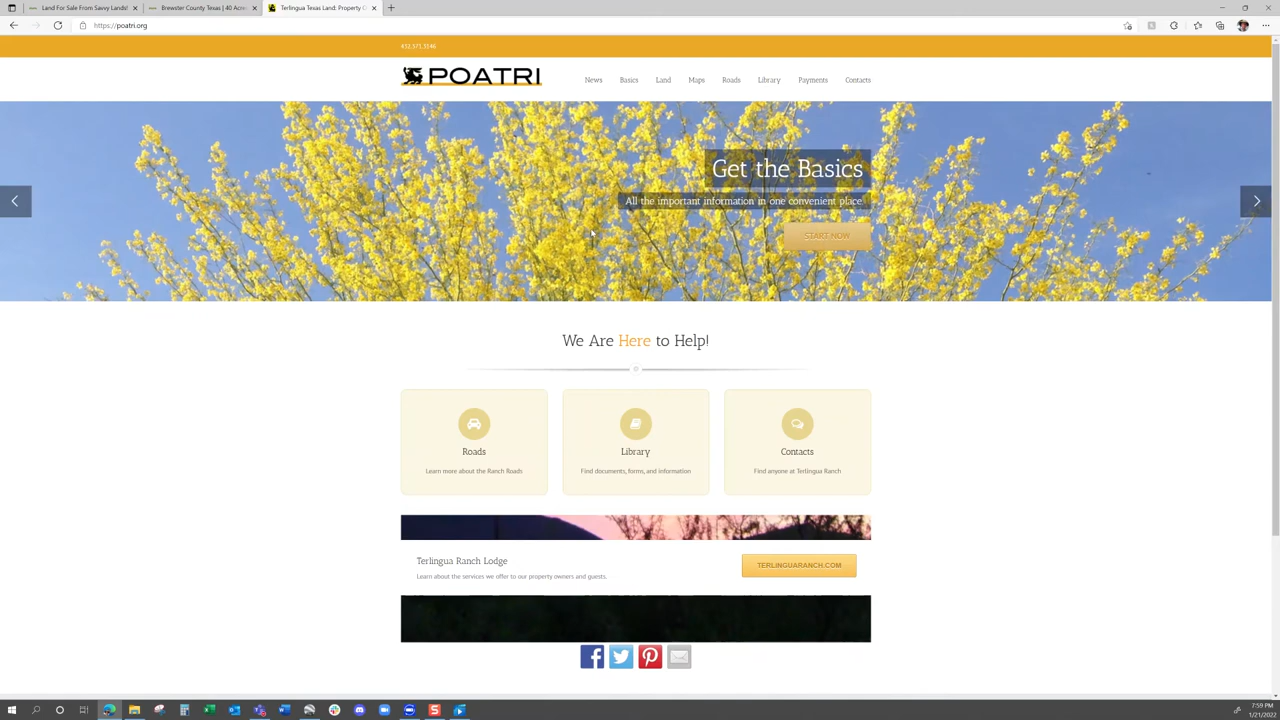 Land For Sale From Savvy Lands!
Brewster County Texas | 40 Acre
Terlingua Texas Land: Property O
https://poatri.org
432.371.3146
POATRI
News
Basics
Land
Maps
Roads
Library
Payments
Contacts
Get the Basics
All the important information in one convenient place
START NOW
We Are Here to Help!
Roads
Learn more about the Ranch Roads
Library
Find documents, forms, and information
Contacts
Find anyone at Terlingua Ranch
Terlingua Ranch Lodge
Learn about the services we offer to our property owners and guests.
TERLINGUARANCH.COM
7:59 PM
1/21/2022